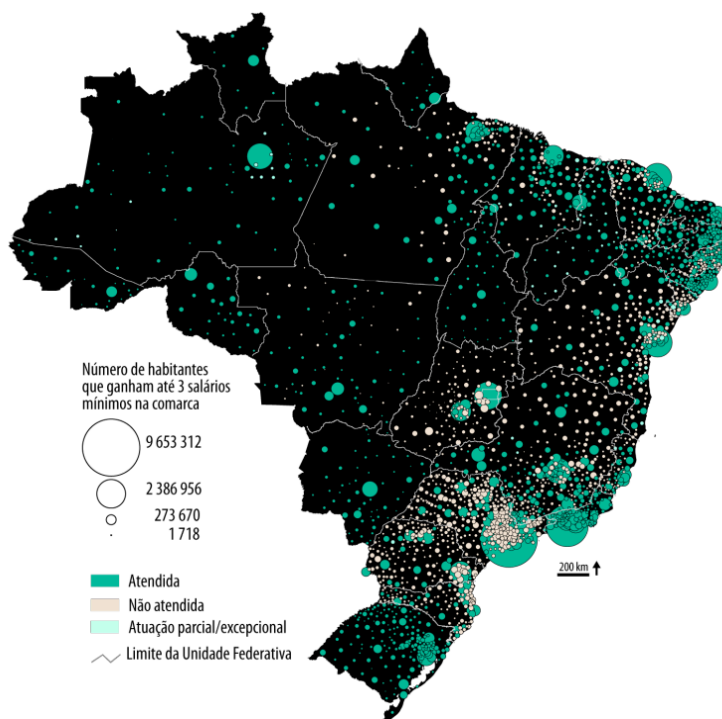 Número de habitantes
que ganham até 3 salários
mínimos na comarca
9 653 312
2 386 956
273 670
1 718
200 km
Atendida
Não atendida
Atuação parcial/excepcional
Limite da Unidade Federativa